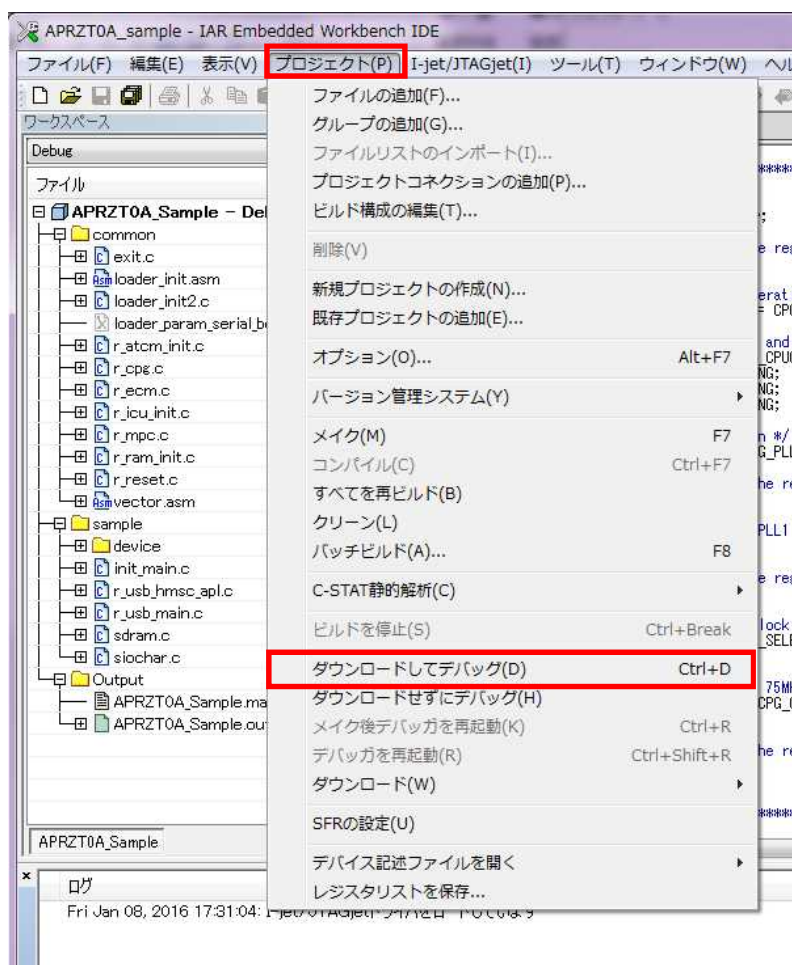 APRZT0A_sample - IAR Embedded Workbench IDE
ファイル(F) 編集(E) 表示(V) プロジェクト(P) I-jet/JTAGjet(I) ツール(T) ウィンドウ(W)
ワークスペース
Debug
ファイル
APRZT0A_Sample - De
common
exit.c
loader_init.asm
loader_init2.c
loader_param_serial_b
r_atcm_init.c
r_cpg.c
r_ecm.c
r_icu_init.c
r_mpc.c
r_ram_init.c
r_reset.c
vector.asm
sample
device
init_main.c
r_usb_hmsc_apl.c
r_usb_main.c
sdram.c
siochar.c
Output
APRZT0A_Sample.ma
APRZT0A_Sample.ou
APRZT0A_Sample
ファイルの追加(F)...
グループの追加(G)...
ファイルリストのインポート(I)...
プロジェクトコネクションの追加(P)...
ビルド構成の編集(T)...
削除(V)
新規プロジェクトの作成(N)...
既存プロジェクトの追加(E)...
オプション(O)... Alt+F7
バージョン管理システム(Y)
メイク(M) F7
コンパイル(C) Ctrl+F7
すべてを再ビルド(B)
クリーン(L)
バッチビルド(A)... F8
C-STAT静的解析(C)
ビルドを停止(S) Ctrl+Break
ダウンロードしてデバッグ(D) Ctrl+D
ダウンロードせずにデバッグ(H)
メイク後デバッガを再起動(K) Ctrl+R
デバッガを再起動(R) Ctrl+Shift+R
ダウンロード(W)
SFRの設定(U)
デバイス記述ファイルを開く
レジスタリストを保存...
ログ
Fri Jan 08, 2016 17:31:04: